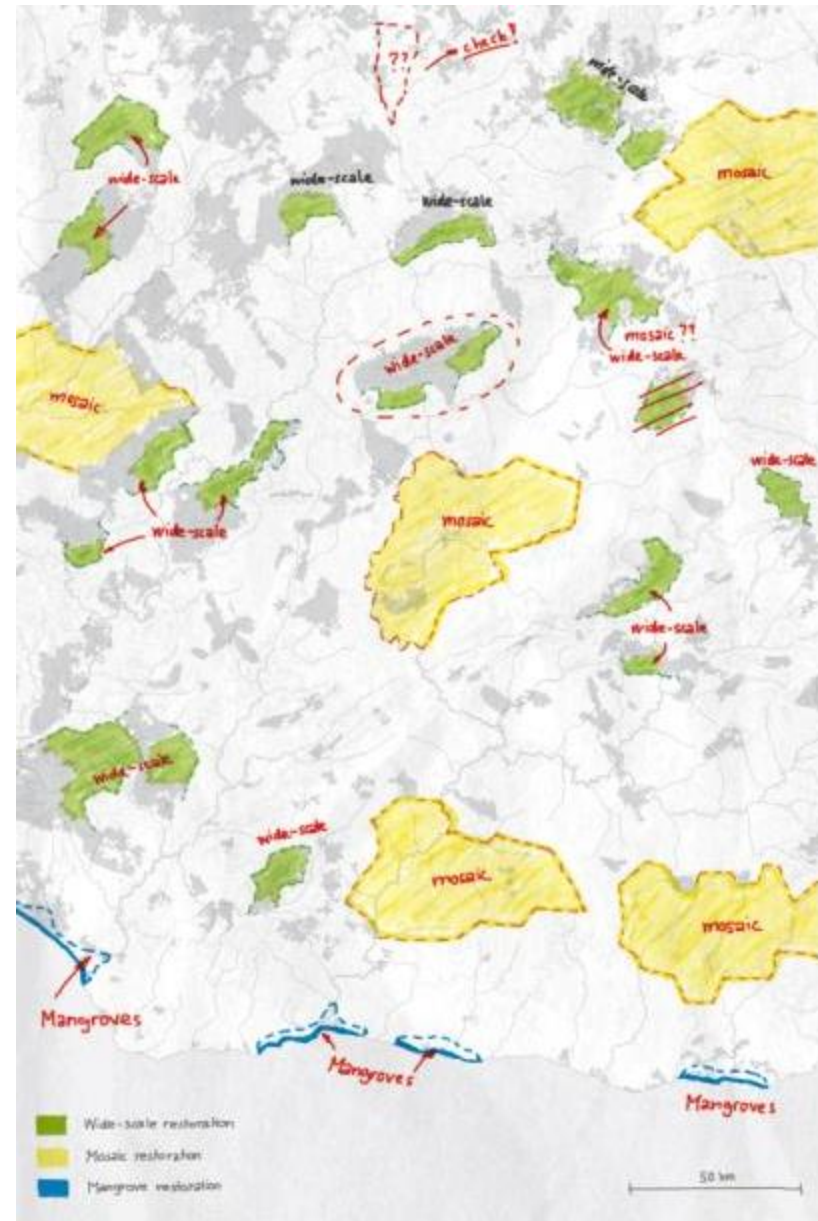 ??
check!
wide-scale
mosaic
wide-scale
wide-scale
wide-scale
mosaic ??
wide-scale
wide-scale
mosaic
wide-scale
mosaic
wide-scale
wide-scale
wide-scale
wide-scale
mosaic
mosaic
Mangroves
Mangroves
Mangroves
Wide-scale restoration
Mosaic restoration
Mangrove restoration
50 km